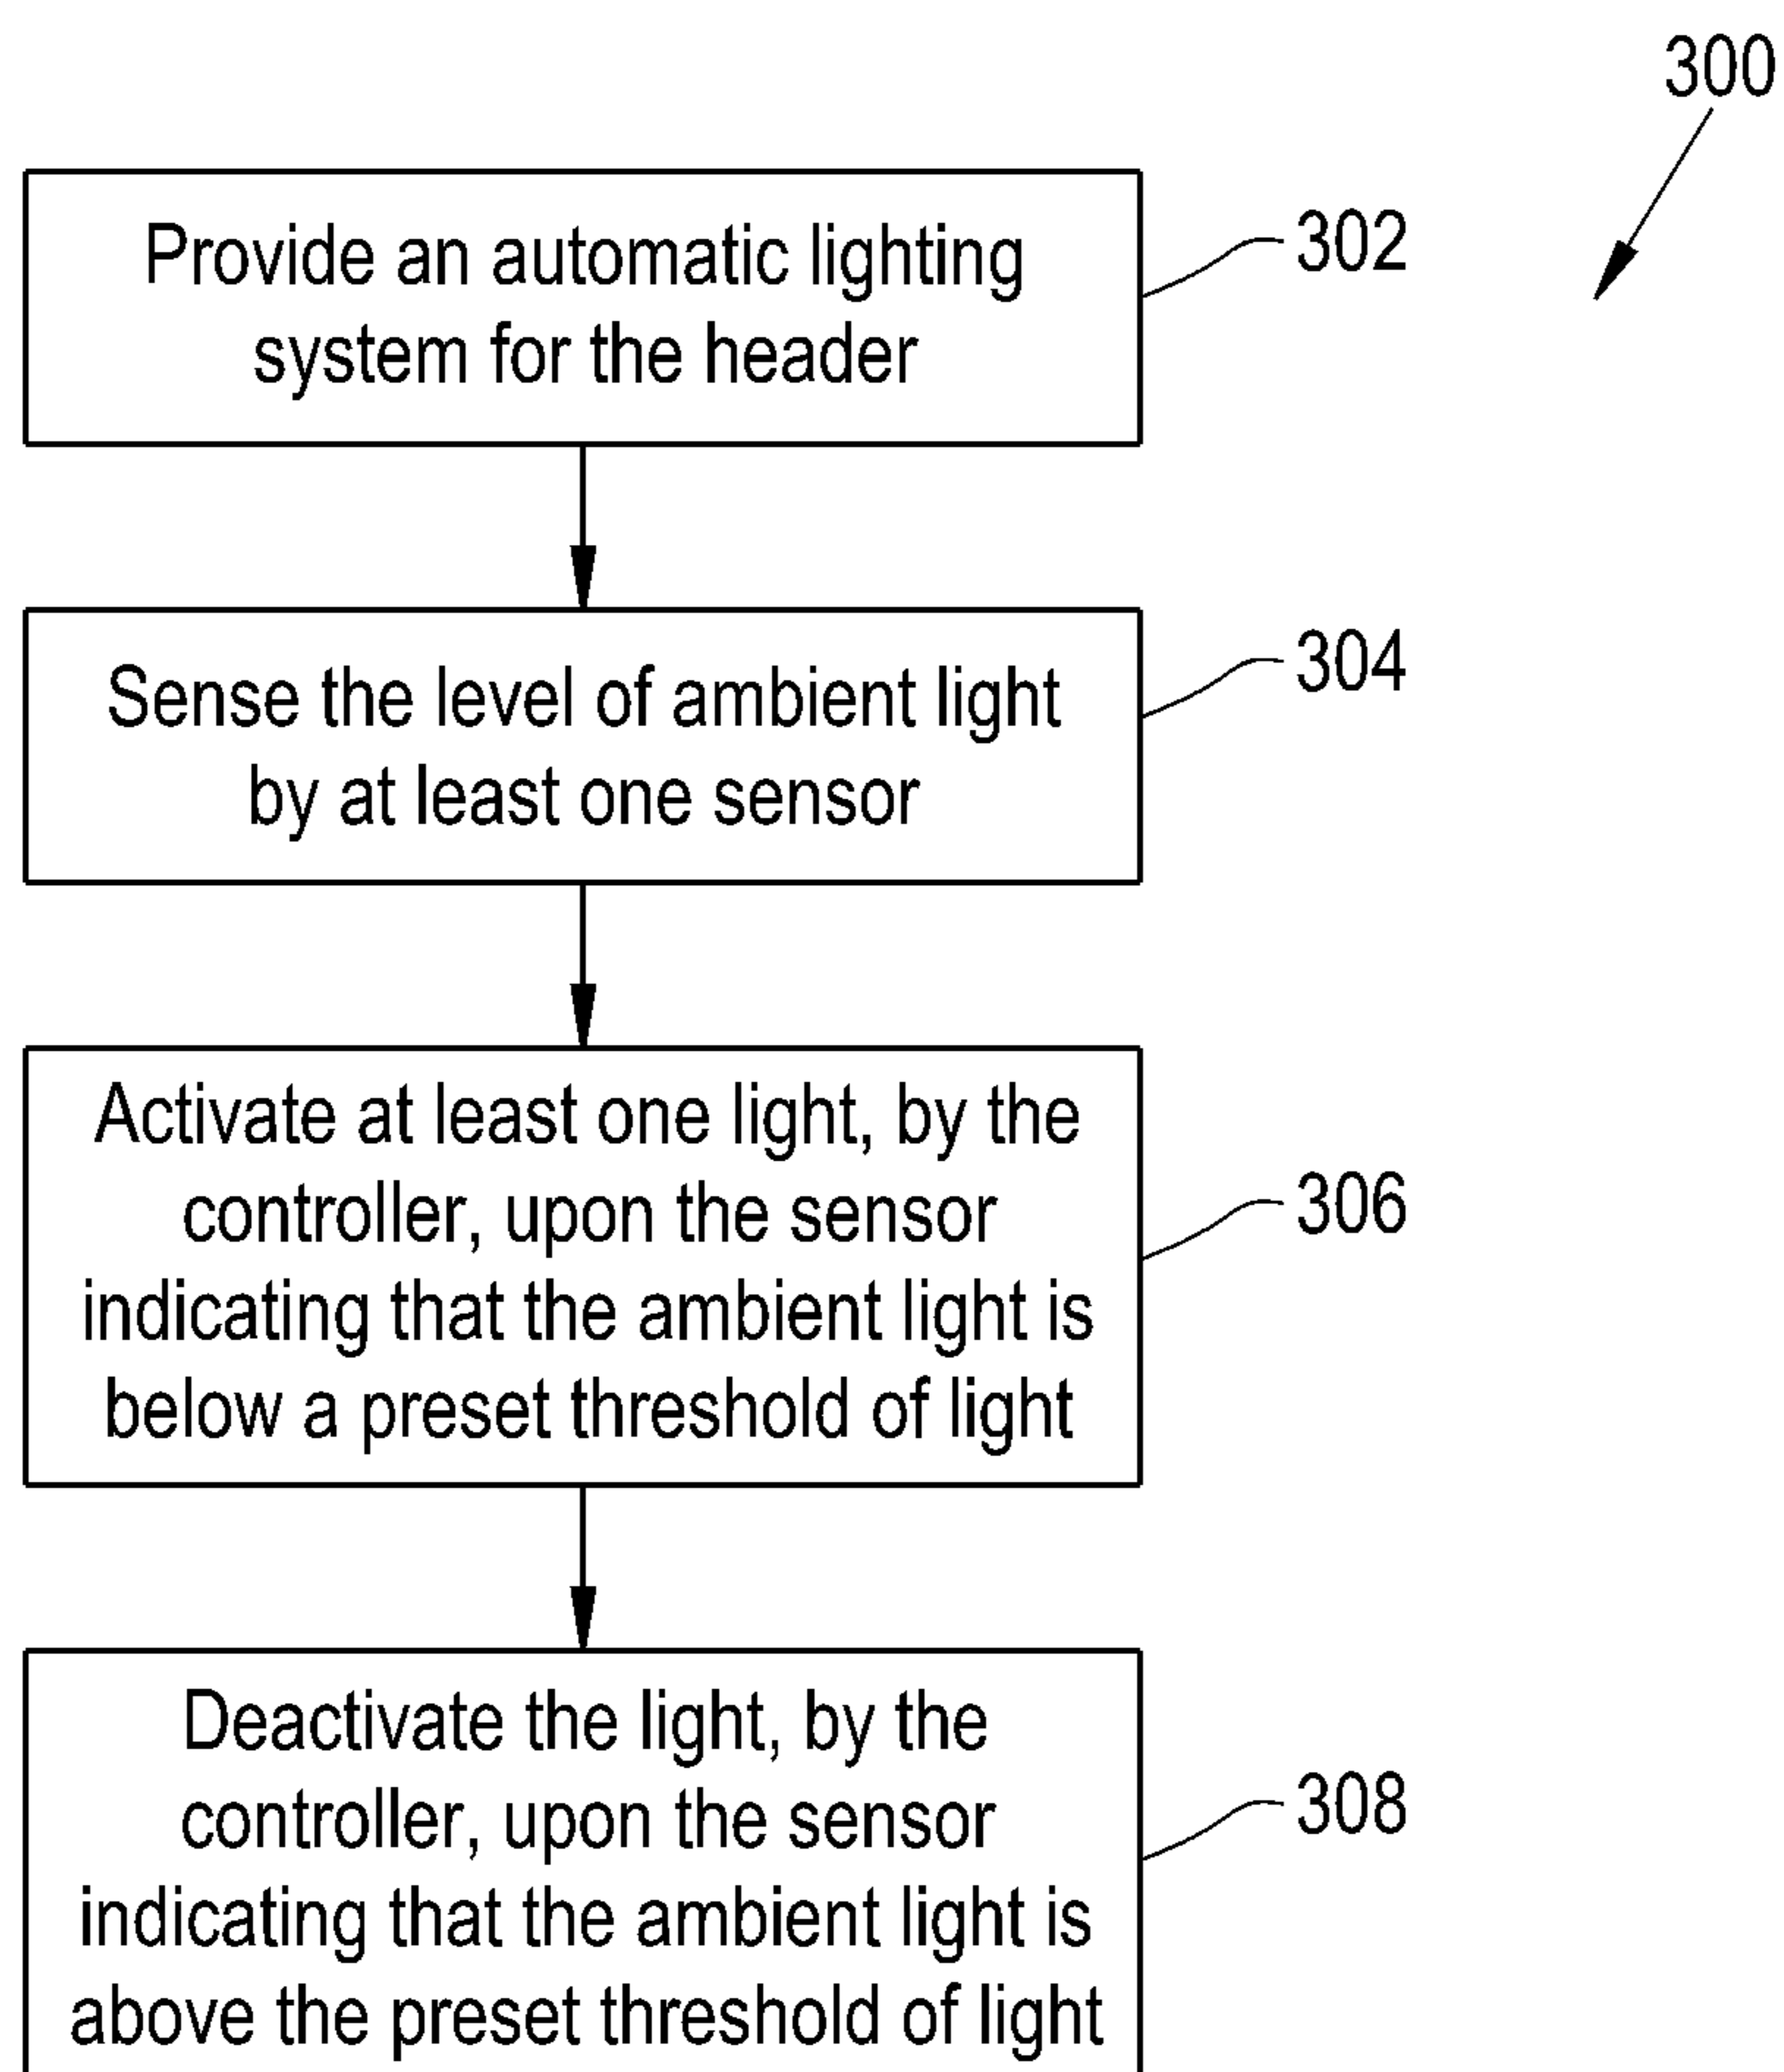 300
Provide an automatic lighting
system for the header
302
Sense the level of ambient light
by at least one sensor
304
Activate at least one light, by the
controller, upon the sensor
indicating that the ambient light is
below a preset threshold of light
306
Deactivate the light, by the
controller, upon the sensor
indicating that the ambient light is
above the preset threshold of light
308